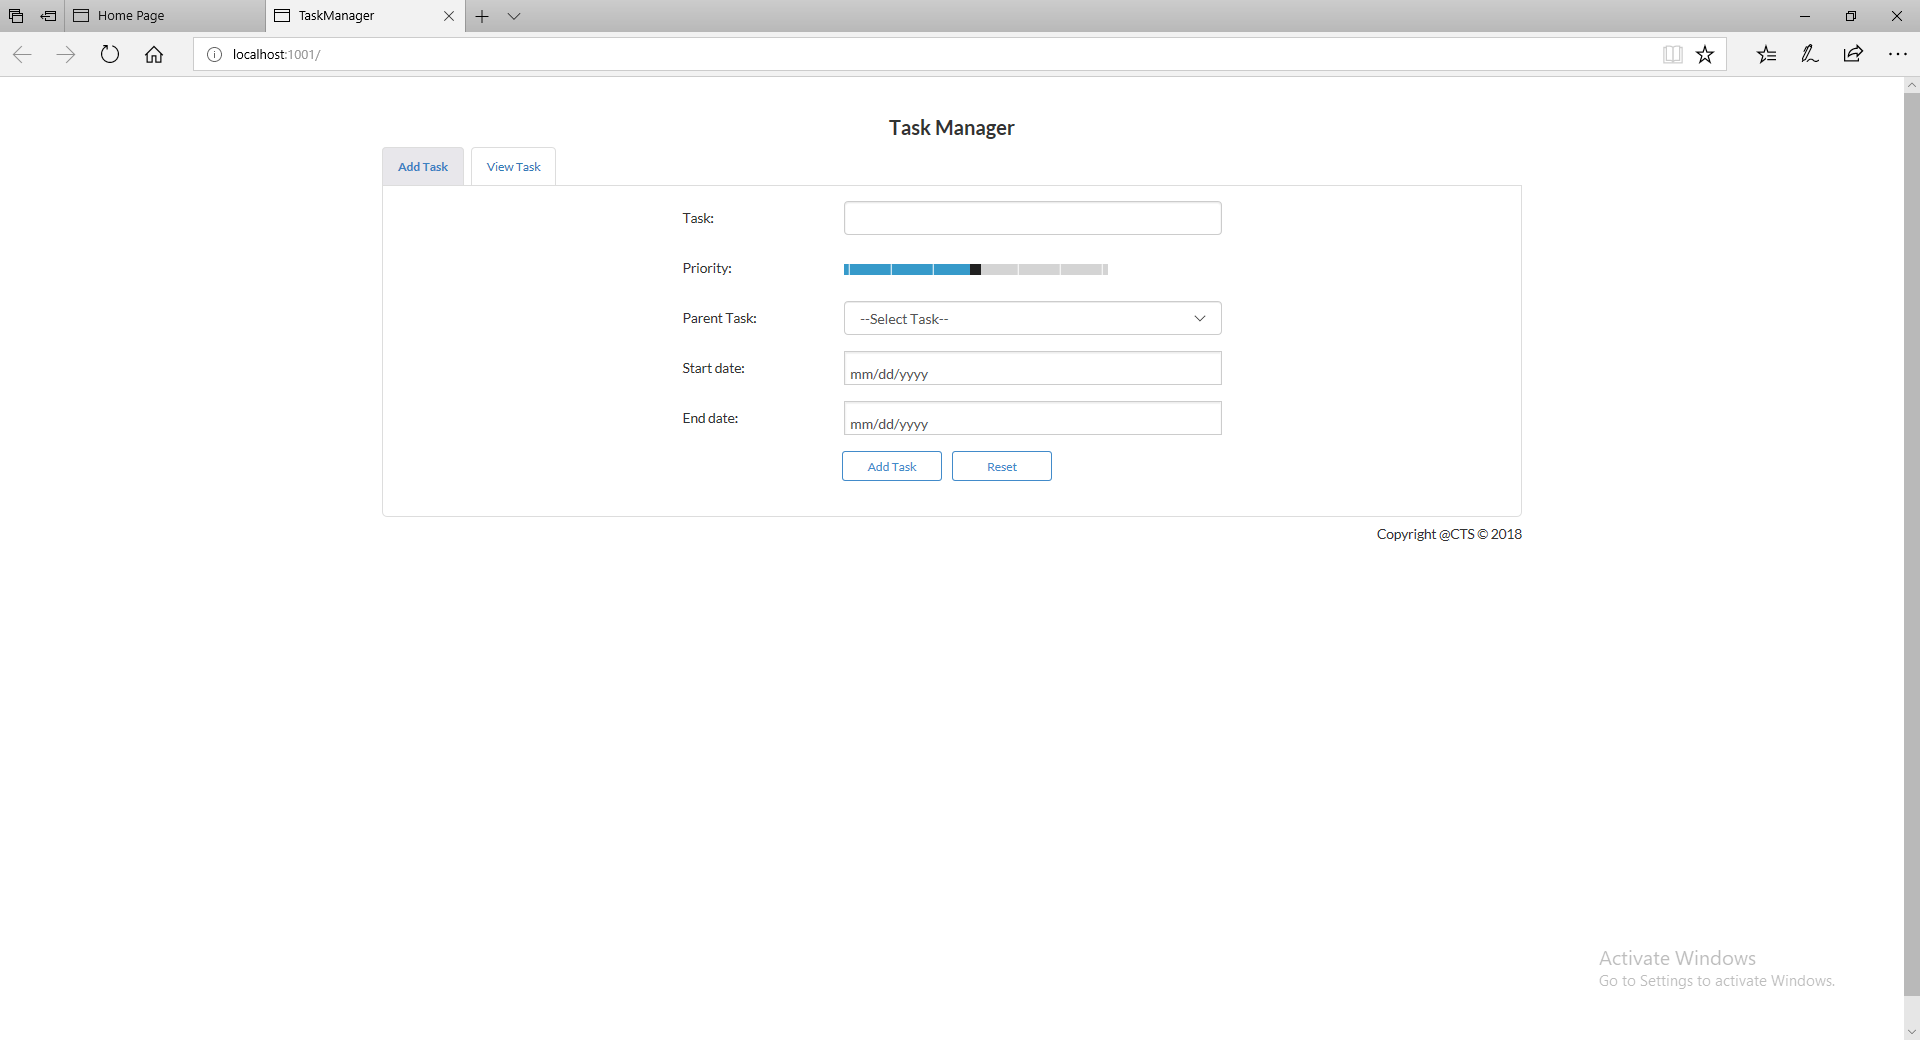 Home Page
TaskManager
localhost:1001/
Task Manager
Add Task
View Task
Task:
Priority:
Parent Task:
--Select Task--
Start date:
mm/dd/yyyy
End date:
mm/dd/yyyy
Add Task
Reset
Copyright @CTS © 2018
Activate Windows
Go to Settings to activate Windows.